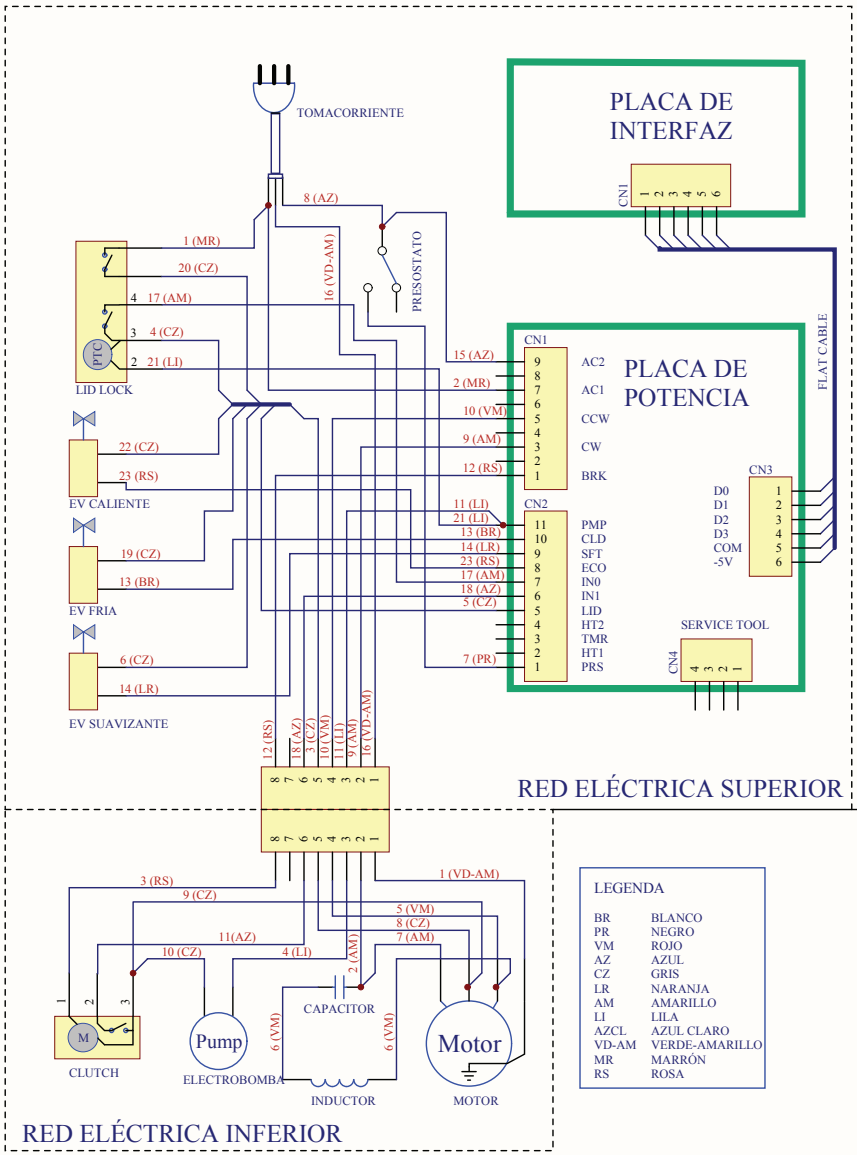 TOMACORRIENTE
PLACA DE
INTERFAZ
CN1
1 2 3 4 5 6
8 (AZ)
1 (MR)
20 (CZ)
16 (VD-AM)
PRESOSTATO
4 17 (AM)
3 4 (CZ)
PTC
2 21 (LI)
LID LOCK
FLAT CABLE
CN1
PLACA DE
POTENCIA
15 (AZ) 9 AC2
8
2 (MR) 7 AC1
6
10 (VM) 5 CCW
4
9 (AM) 3 CW
2
12 (RS) 1 BRK
22 (CZ)
23 (RS)
EV CALIENTE
CN2
11 (LI)
21 (LI) 11 PMP
13 (BR) 10 CLD
14 (LR) 9 SFT
23 (RS) 8 ECO
17 (AM) 7 IN0
18 (AZ) 6 IN1
5 (CZ) 5 LID
4 HT2
3 TMR
2 HT1
7 (PR) 1 PRS
CN3
D0 1
D1 2
D2 3
D3 4
COM 5
-5V 6
19 (CZ)
13 (BR)
EV FRIA
6 (CZ)
14 (LR)
EV SUAVIZANTE
SERVICE TOOL
CN4
4 3 2 1
12 (RS)
18 (AZ)
3 (CZ)
10 (VM)
11 (LI)
9 (AM)
16 (VD-AM)
8 7 6 5 4 3 2 1
RED ELÉCTRICA SUPERIOR
8 7 6 5 4 3 2 1
3 (RS)
9 (CZ)
1 (VD-AM)
5 (VM)
8 (CZ)
7 (AM)
11(AZ)
10 (CZ)
4 (LI)
2 (AM)
1 2 3
M
CLUTCH
Pump
ELECTROBOMBA
CAPACITOR
6 (VM)
6 (VM)
INDUCTOR
Motor
MOTOR
RED ELÉCTRICA INFERIOR
LEGENDA
BR BLANCO
PR NEGRO
VM ROJO
AZ AZUL
CZ GRIS
LR NARANJA
AM AMARILLO
LI LILA
AZCL AZUL CLARO
VD-AM VERDE-AMARILLO
MR MARRÓN
RS ROSA